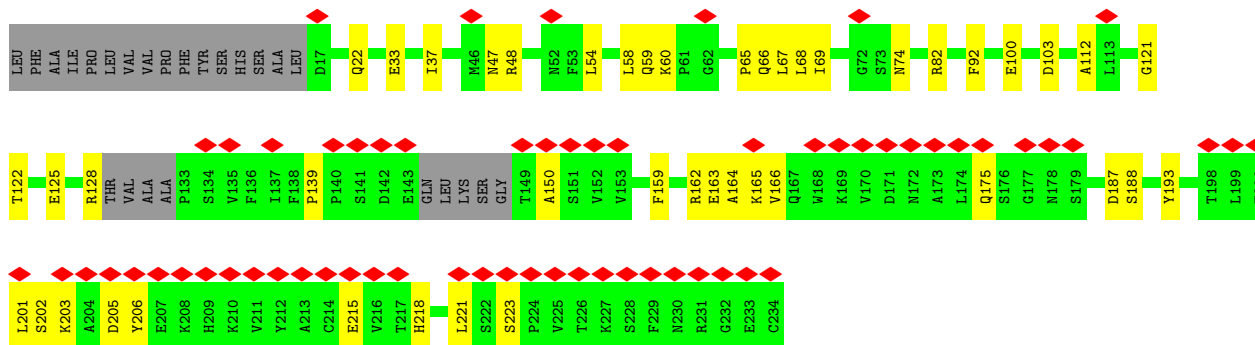 LEU PHE ALA ILE PRO LEU VAL VAL PRO PHE TYR SER HIS SER ALA LEU D17 Q22 E33 I37 M46 N47 R48 N52 F53 L54 L58 Q59 K60 P61 G62 P65 Q66 L67 L68 I69 G72 S73 N74 R82 F92 E100 D103 A112 L113 G121
T122 E125 R128 THR VAL ALA ALA P133 S134 V135 F136 I137 F138 P139 P140 S141 D142 E143 GLN LEU LYS SER GLY T149 A150 S151 V152 V153 F159 R162 E163 A164 K165 V166 Q167 W168 K169 V170 D171 N172 A173 L174 Q175 S176 G177 N178 S179 D187 S188 Y193 T198 L199
L201 S202 K203 A204 D205 Y206 E207 K208 H209 K210 V211 Y212 A213 C214 E215 V216 T217 H218 L221 S222 S223 P224 V225 T226 K227 S228 F229 N230 R231 G232 E233 C234